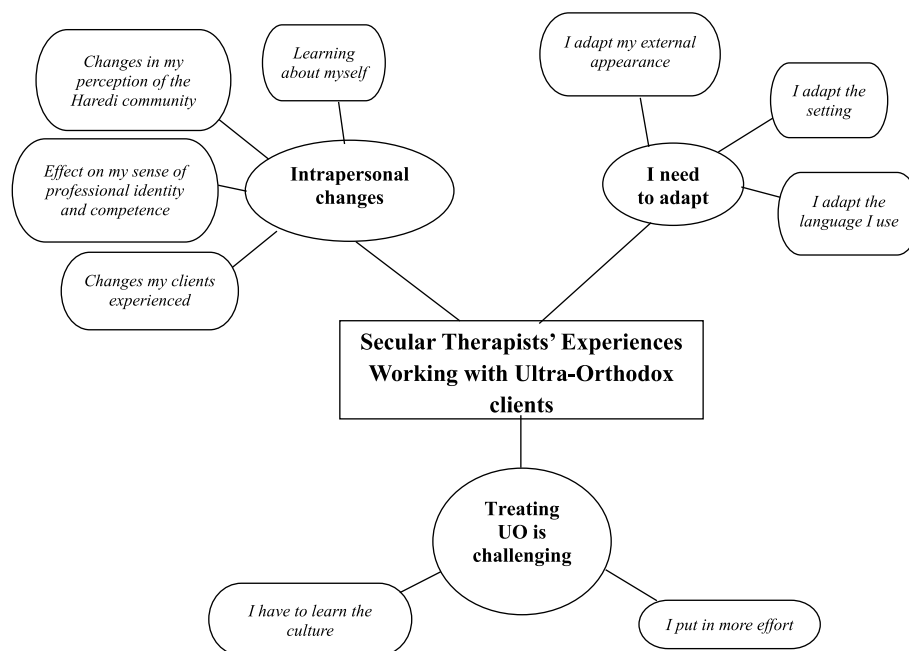 Changes in my
perception of the
Haredi community
Learning
about myself
Effect on my sense of
professional identity
and competence
Intrapersonal
changes
Changes my clients
experienced
I adapt my external
appearance
I adapt the
setting
I need
to adapt
I adapt the
language I use
Secular Therapists’ Experiences
Working with Ultra-Orthodox
clients
Treating
UO is
challenging
I have to learn the
culture
I put in more effort